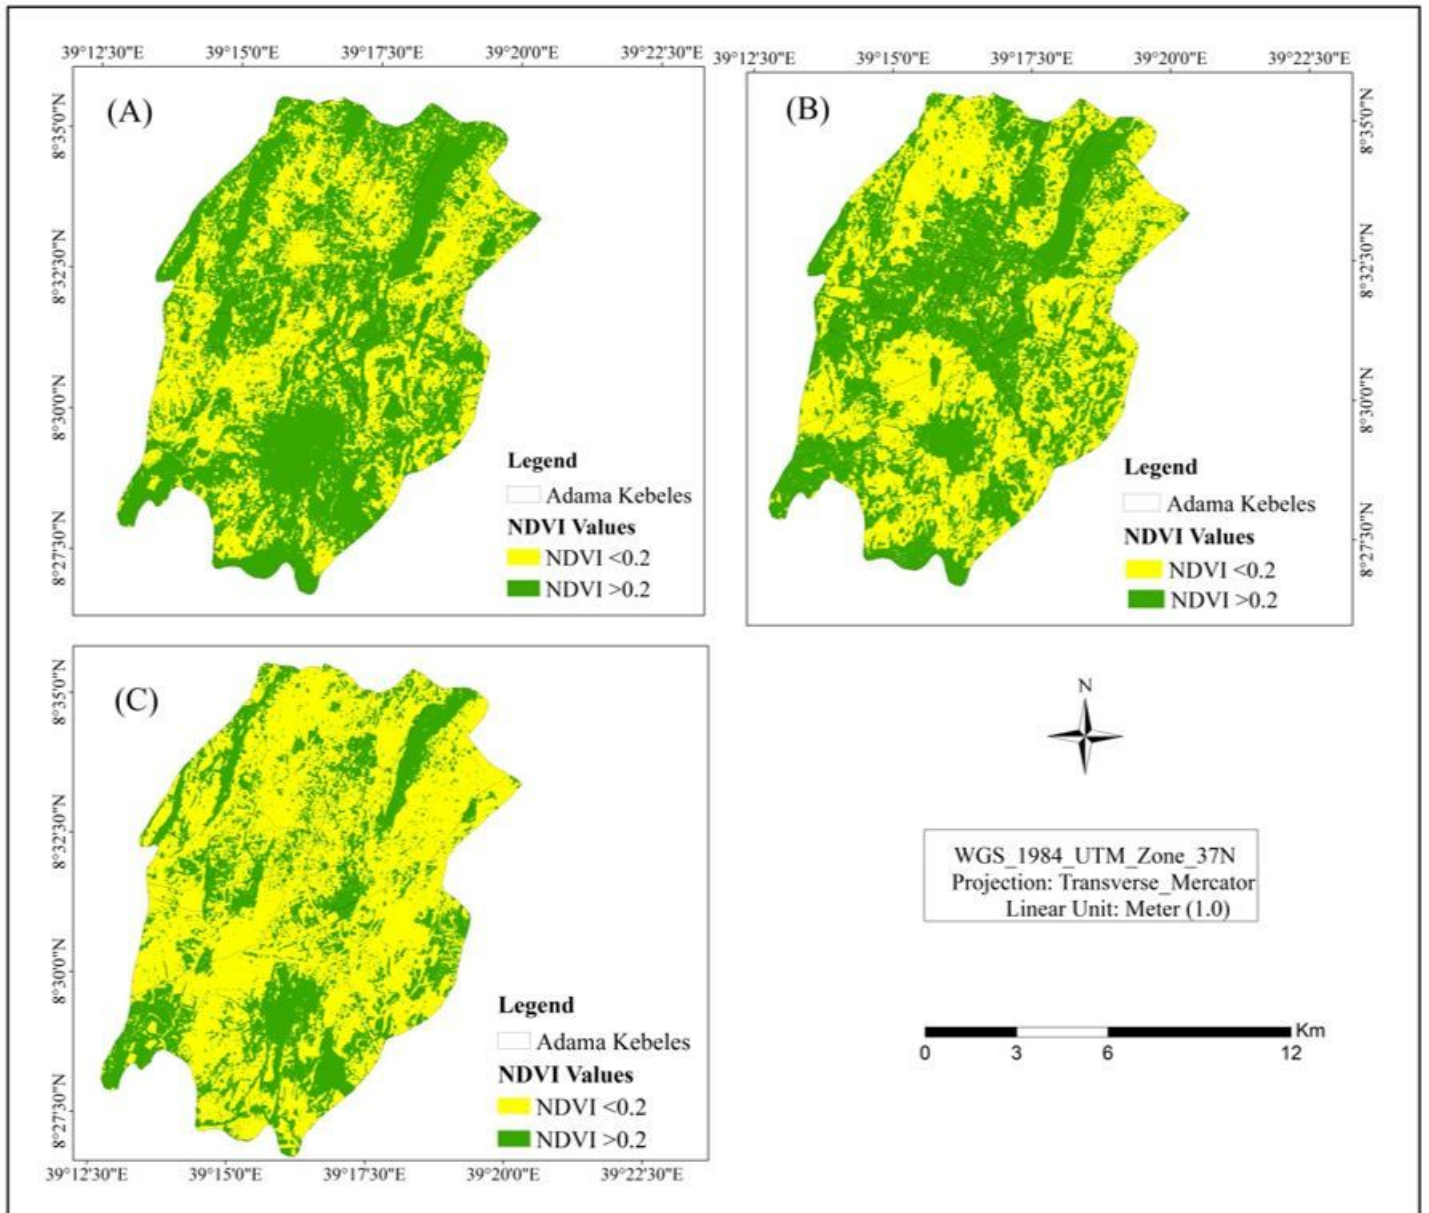 39°12'30"E 39°15'0"E 39°17'30"E 39°20'0"E 39°22'30"E
39°12'30"E 39°15'0"E 39°17'30"E 39°20'0"E 39°22'30"E
(A)
8°35'0"N
8°32'30"N
8°30'0"N
8°27'30"N
Legend
Adama Kebeles
NDVI Values
NDVI <0.2
NDVI >0.2
(B)
8°35'0"N
8°32'30"N
8°30'0"N
8°27'30"N
Legend
Adama Kebeles
NDVI Values
NDVI <0.2
NDVI >0.2
(C)
8°35'0"N
8°32'30"N
8°30'0"N
8°27'30"N
Legend
Adama Kebeles
NDVI Values
NDVI <0.2
NDVI >0.2
39°12'30"E 39°15'0"E 39°17'30"E 39°20'0"E 39°22'30"E
N
WGS_1984_UTM_Zone_37N
Projection: Transverse_Mercator
Linear Unit: Meter (1.0)
Km
0 3 6 12